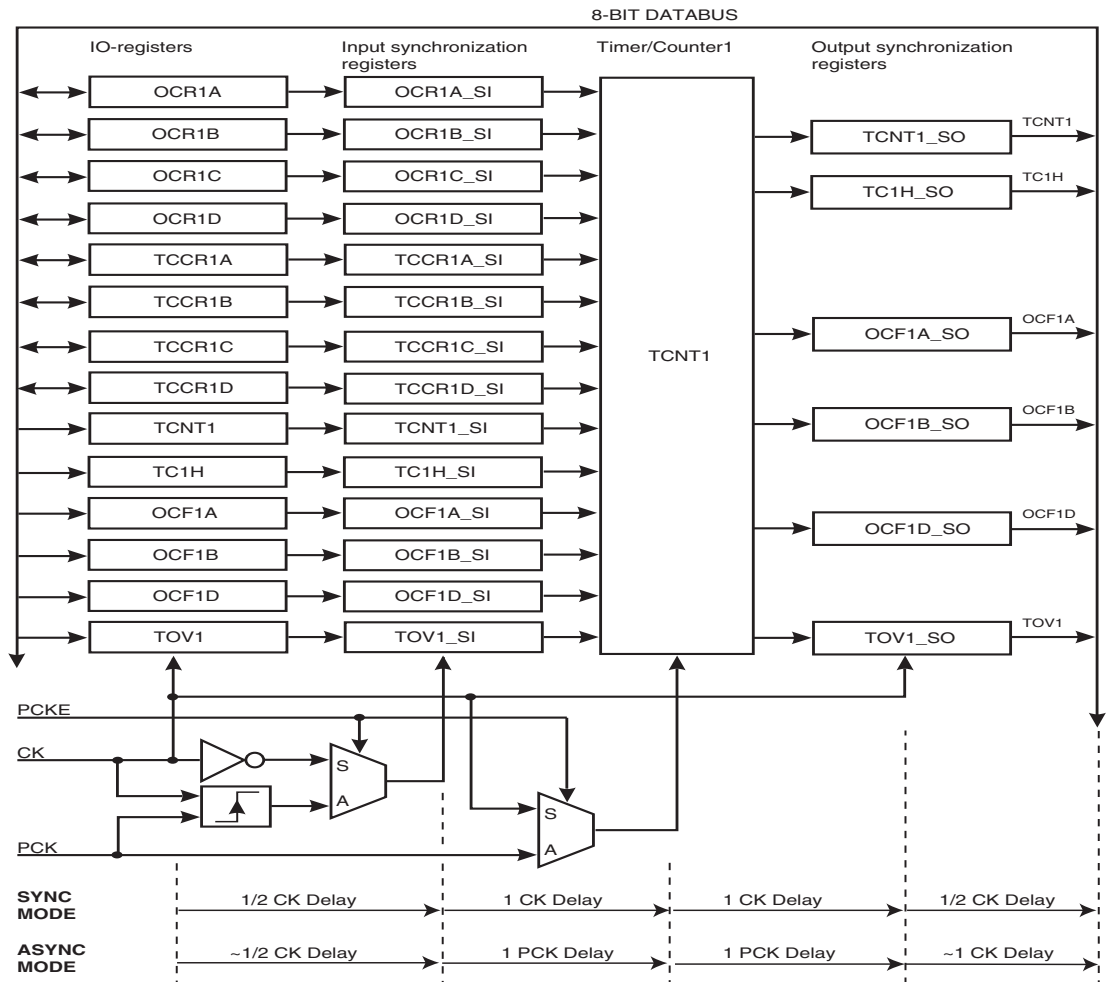 8-BIT DATABUS
IO-registers
Input synchronization
registers
Timer/Counter1
Output synchronization
registers
OCR1A
OCR1A_SI
OCR1B
OCR1B_SI
TCNT1_SO
TCNT1
OCR1C
OCR1C_SI
TC1H_SO
TC1H
OCR1D
OCR1D_SI
TCCR1A
TCCR1A_SI
TCCR1B
TCCR1B_SI
OCF1A_SO
OCF1A
TCCR1C
TCCR1C_SI
TCNT1
TCCR1D
TCCR1D_SI
TCNT1
TCNT1_SI
OCF1B_SO
OCF1B
TC1H
TC1H_SI
OCF1A
OCF1A_SI
OCF1D_SO
OCF1D
OCF1B
OCF1B_SI
OCF1D
OCF1D_SI
TOV1
TOV1_SI
TOV1_SO
TOV1
PCKE
CK
S
A
S
A
PCK
SYNC
MODE
1/2 CK Delay
1 CK Delay
1 CK Delay
1/2 CK Delay
ASYNC
MODE
~1/2 CK Delay
1 PCK Delay
1 PCK Delay
~1 CK Delay